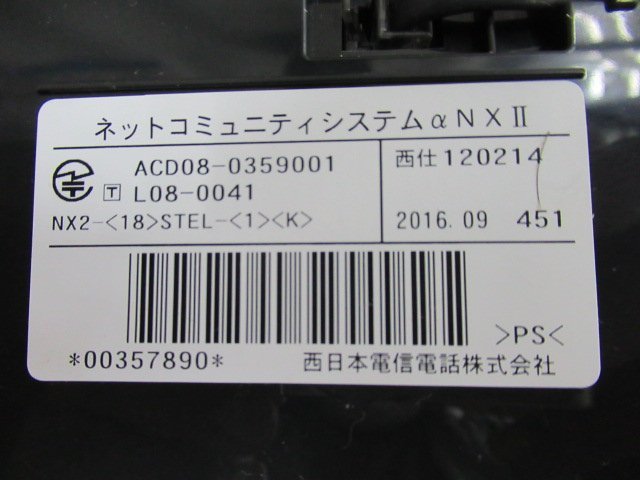 ネットコミュニティシステムαNXⅡ
ACD08-0359001
T L08-0041
NX2-<18>STEL-<1><K>
西仕120214
2016.09 451
*00357890*
>PS<
西日本電信電話株式会社